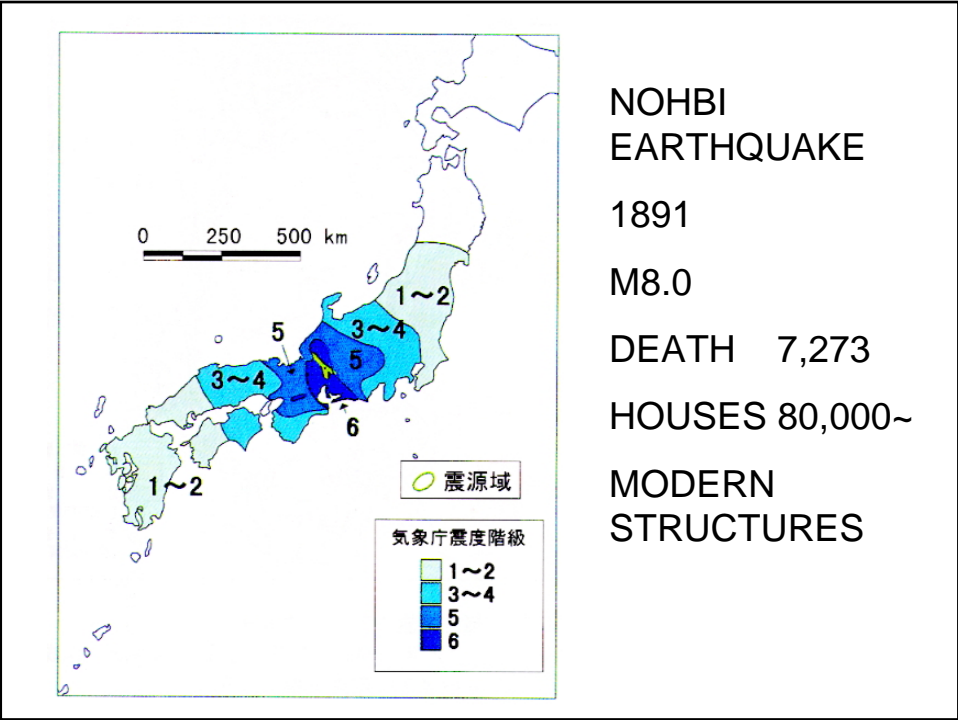 NOHBI
EARTHQUAKE
1891
M8.0
DEATH 7,273
HOUSES 80,000~
MODERN
STRUCTURES
0 250 500 km
1～2
3～4
5
5
3～4
6
1～2
震源域
気象庁震度階級
1～2
3～4
5
6